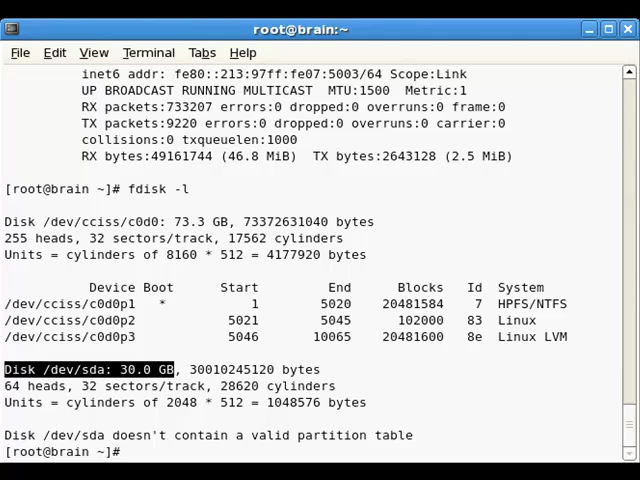 root@brain:~
File Edit View Terminal Tabs Help
inet6 addr: fe80::213:97ff:fe07:5003/64 Scope:Link
UP BROADCAST RUNNING MULTICAST  MTU:1500  Metric:1
RX packets:733207 errors:0 dropped:0 overruns:0 frame:0
TX packets:9220 errors:0 dropped:0 overruns:0 carrier:0
collisions:0 txqueuelen:1000
RX bytes:49161744 (46.8 MiB)  TX bytes:2643128 (2.5 MiB)
[root@brain ~]# fdisk -l
Disk /dev/cciss/c0d0: 73.3 GB, 73372631040 bytes
255 heads, 32 sectors/track, 17562 cylinders
Units = cylinders of 8160 * 512 = 4177920 bytes
Device Boot      Start         End      Blocks   Id  System
/dev/cciss/c0d0p1   *           1        5020    20481584    7  HPFS/NTFS
/dev/cciss/c0d0p2            5021        5045      102000   83  Linux
/dev/cciss/c0d0p3            5046       10065    20481600   8e  Linux LVM
Disk /dev/sda: 30.0 GB, 30010245120 bytes
64 heads, 32 sectors/track, 28620 cylinders
Units = cylinders of 2048 * 512 = 1048576 bytes
Disk /dev/sda doesn't contain a valid partition table
[root@brain ~]#